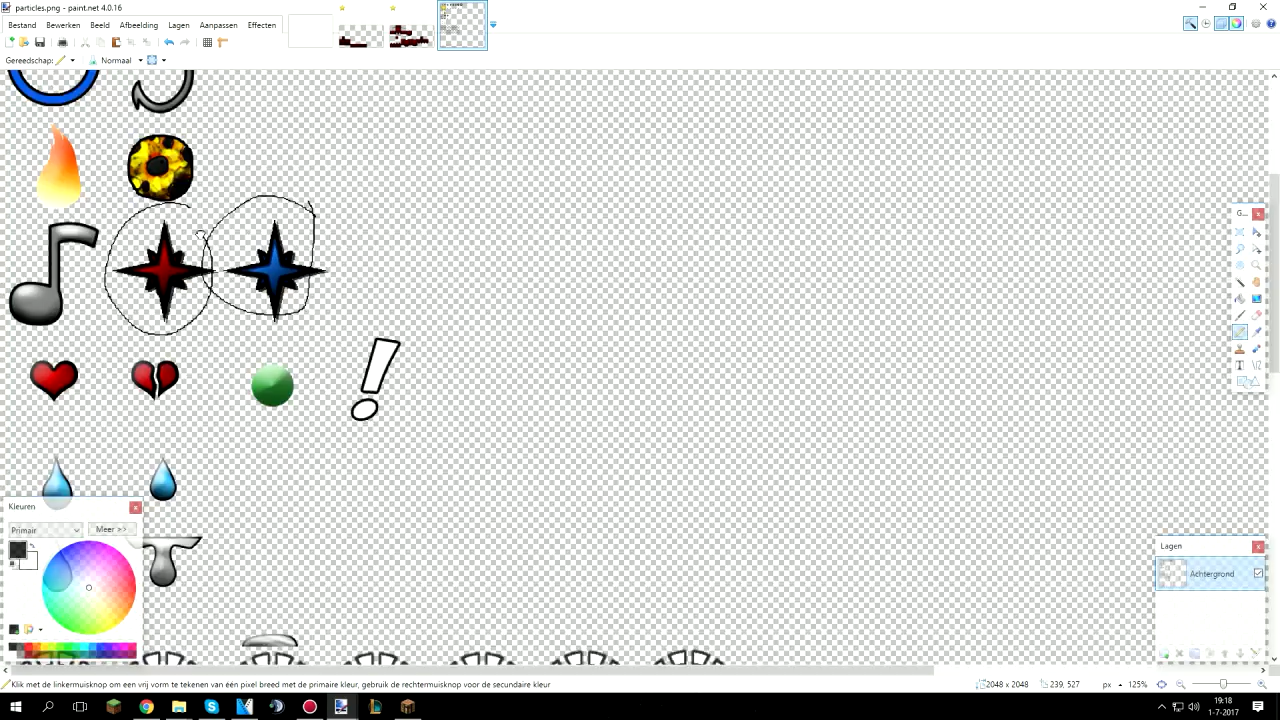 particles.png - paint.net 4.0.16
Bestand Bewerken Beeld Afbeelding Lagen Aanpassen Effecten
Gereedschap: Normaal
G...
Kleuren
Primair Meer >>
Lagen
Achtergrond
Klik met de linkermuisknop om een vrij vorm te tekenen van één pixel breed met de primaire kleur, gebruik de rechtermuisknop voor de secundaire kleur 2048 x 2048 239, 527 px 125%
19:18
1-7-2017